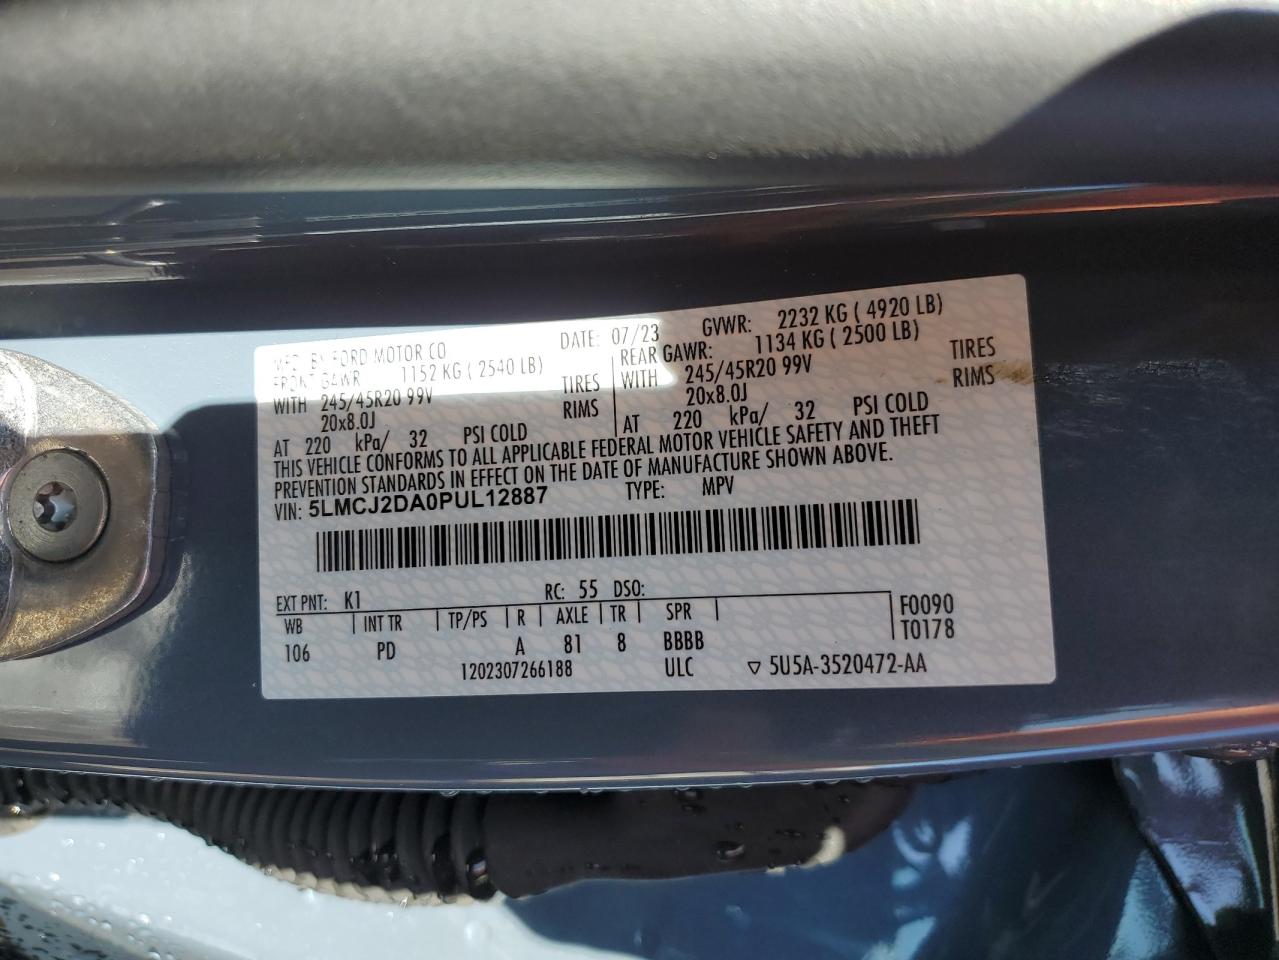 MFD. BY FORD MOTOR CO
DATE: 07/23
GVWR: 2232 KG ( 4920 LB)
FRONT GAWR: 1152 KG ( 2540 LB)
REAR GAWR: 1134 KG ( 2500 LB)
WITH 245/45R20 99V TIRES
WITH 245/45R20 99V TIRES
20x8.0J RIMS
20x8.0J RIMS
AT 220 kPa/ 32 PSI COLD
AT 220 kPa/ 32 PSI COLD
THIS VEHICLE CONFORMS TO ALL APPLICABLE FEDERAL MOTOR VEHICLE SAFETY AND THEFT
PREVENTION STANDARDS IN EFFECT ON THE DATE OF MANUFACTURE SHOWN ABOVE.
VIN: 5LMCJ2DA0PUL12887 TYPE: MPV
EXT PNT: K1 RC: 55 DSO:
WB INT TR TP/PS R AXLE TR SPR F0090
106 PD A 81 8 BBBB T0178
1202307266188 ULC ▽ 5U5A-3520472-AA